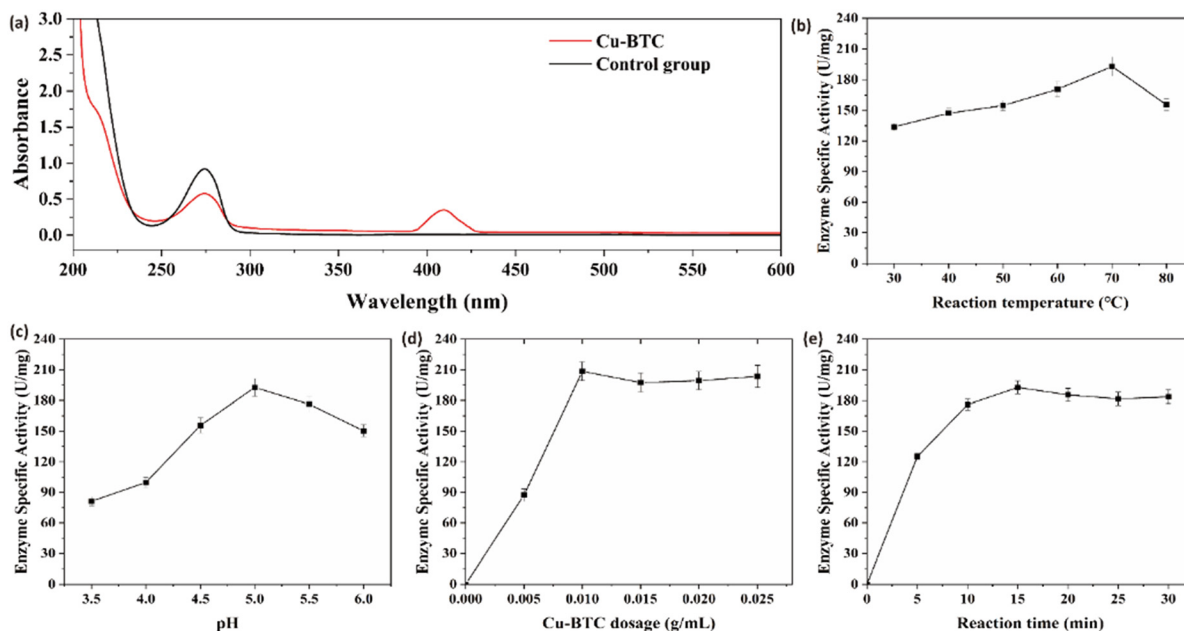 (a)
3.0
2.5
2.0
1.5
1.0
0.5
0.0
Absorbance
Cu-BTC
Control group
200 250 300 350 400 450 500 550 600
Wavelength (nm)
(b)
240
210
180
150
120
90
60
30
0
Enzyme Specific Activity (U/mg)
30 40 50 60 70 80
Reaction temperature (°C)
(c)
240
210
180
150
120
90
60
30
0
Enzyme Specific Activity (U/mg)
3.5 4.0 4.5 5.0 5.5 6.0
pH
(d)
240
210
180
150
120
90
60
30
0
Enzyme Specific Activity (U/mg)
0.000 0.005 0.010 0.015 0.020 0.025
Cu-BTC dosage (g/mL)
(e)
240
210
180
150
120
90
60
30
0
Enzyme Specific Activity (U/mg)
0 5 10 15 20 25 30
Reaction time (min)